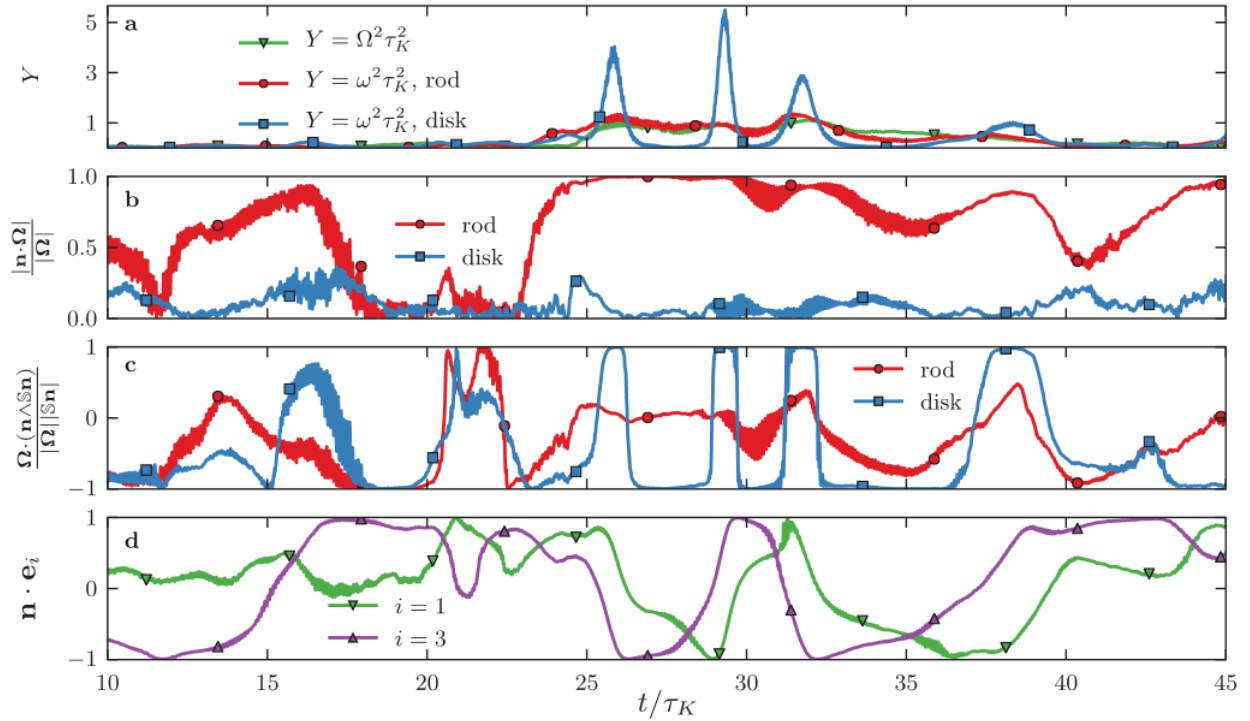 a
5
3
1
Y
Y = Ω²τ_K²
Y = ω²τ_K², rod
Y = ω²τ_K², disk
b
1.0
0.5
0.0
|n·Ω|
|Ω|
rod
disk
c
1
0
−1
Ω·(n∧𝕊n)
|Ω||𝕊n|
rod
disk
d
1
0
−1
n · e_i
i = 1
i = 3
10 15 20 25 30 35 40 45
t/τ_K